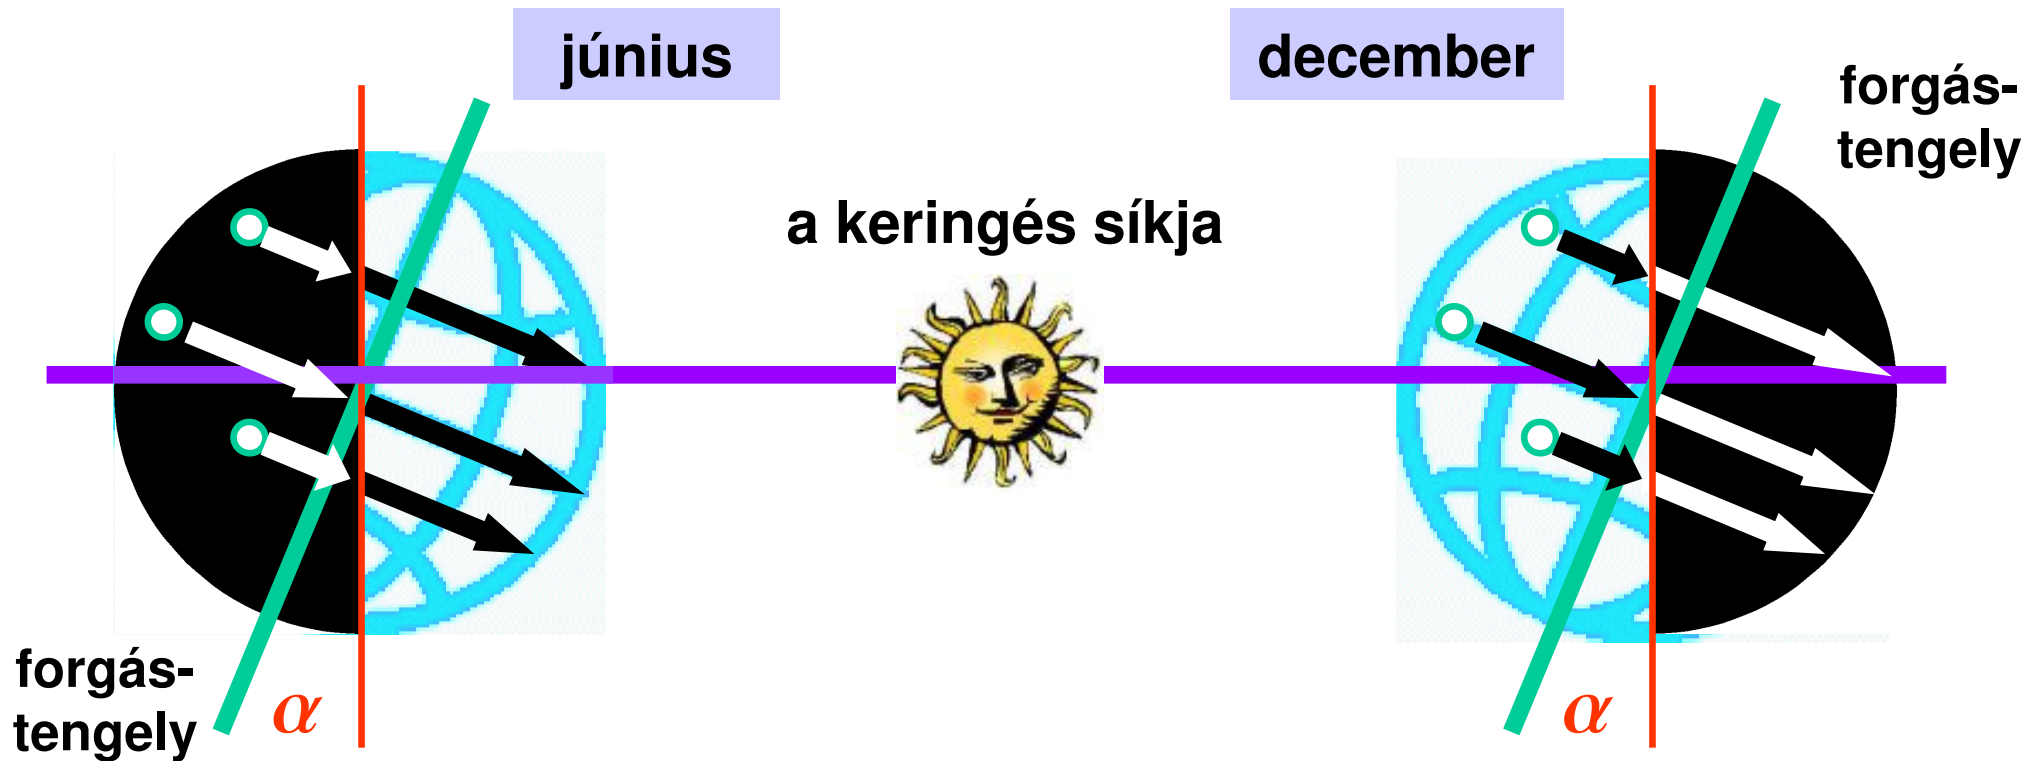 június
december
forgás-
tengely
a keringés síkja
forgás-
tengely
α
α